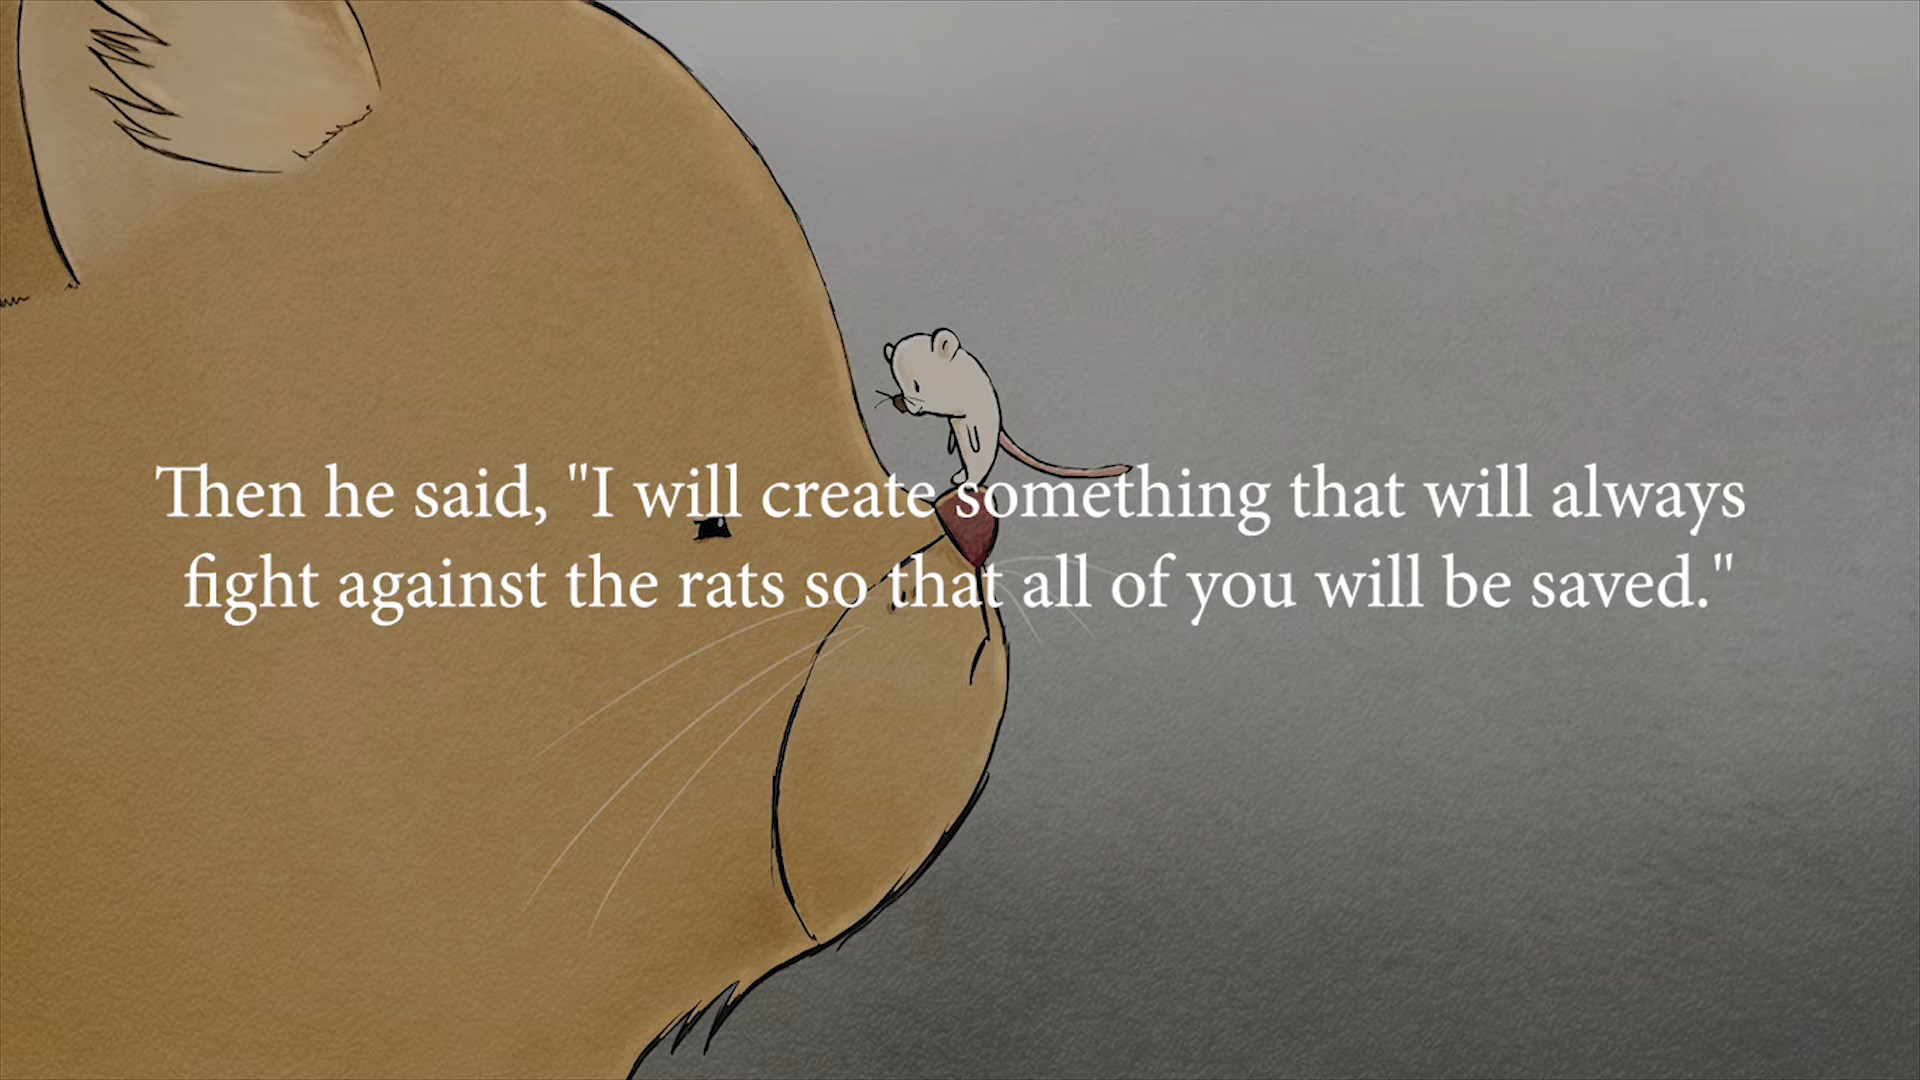 Then he said, "I will create something that will always
fight against the rats so that all of you will be saved."